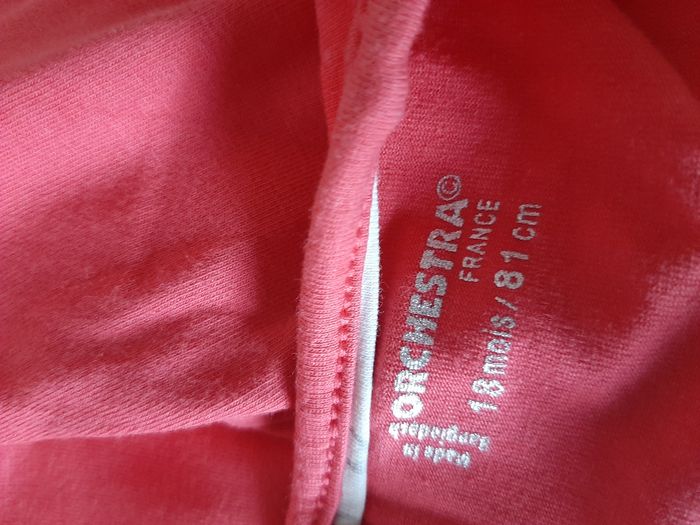 ORCHESTRA©
FRANCE
18 mois / 81 cm
Made in
Bangladesh